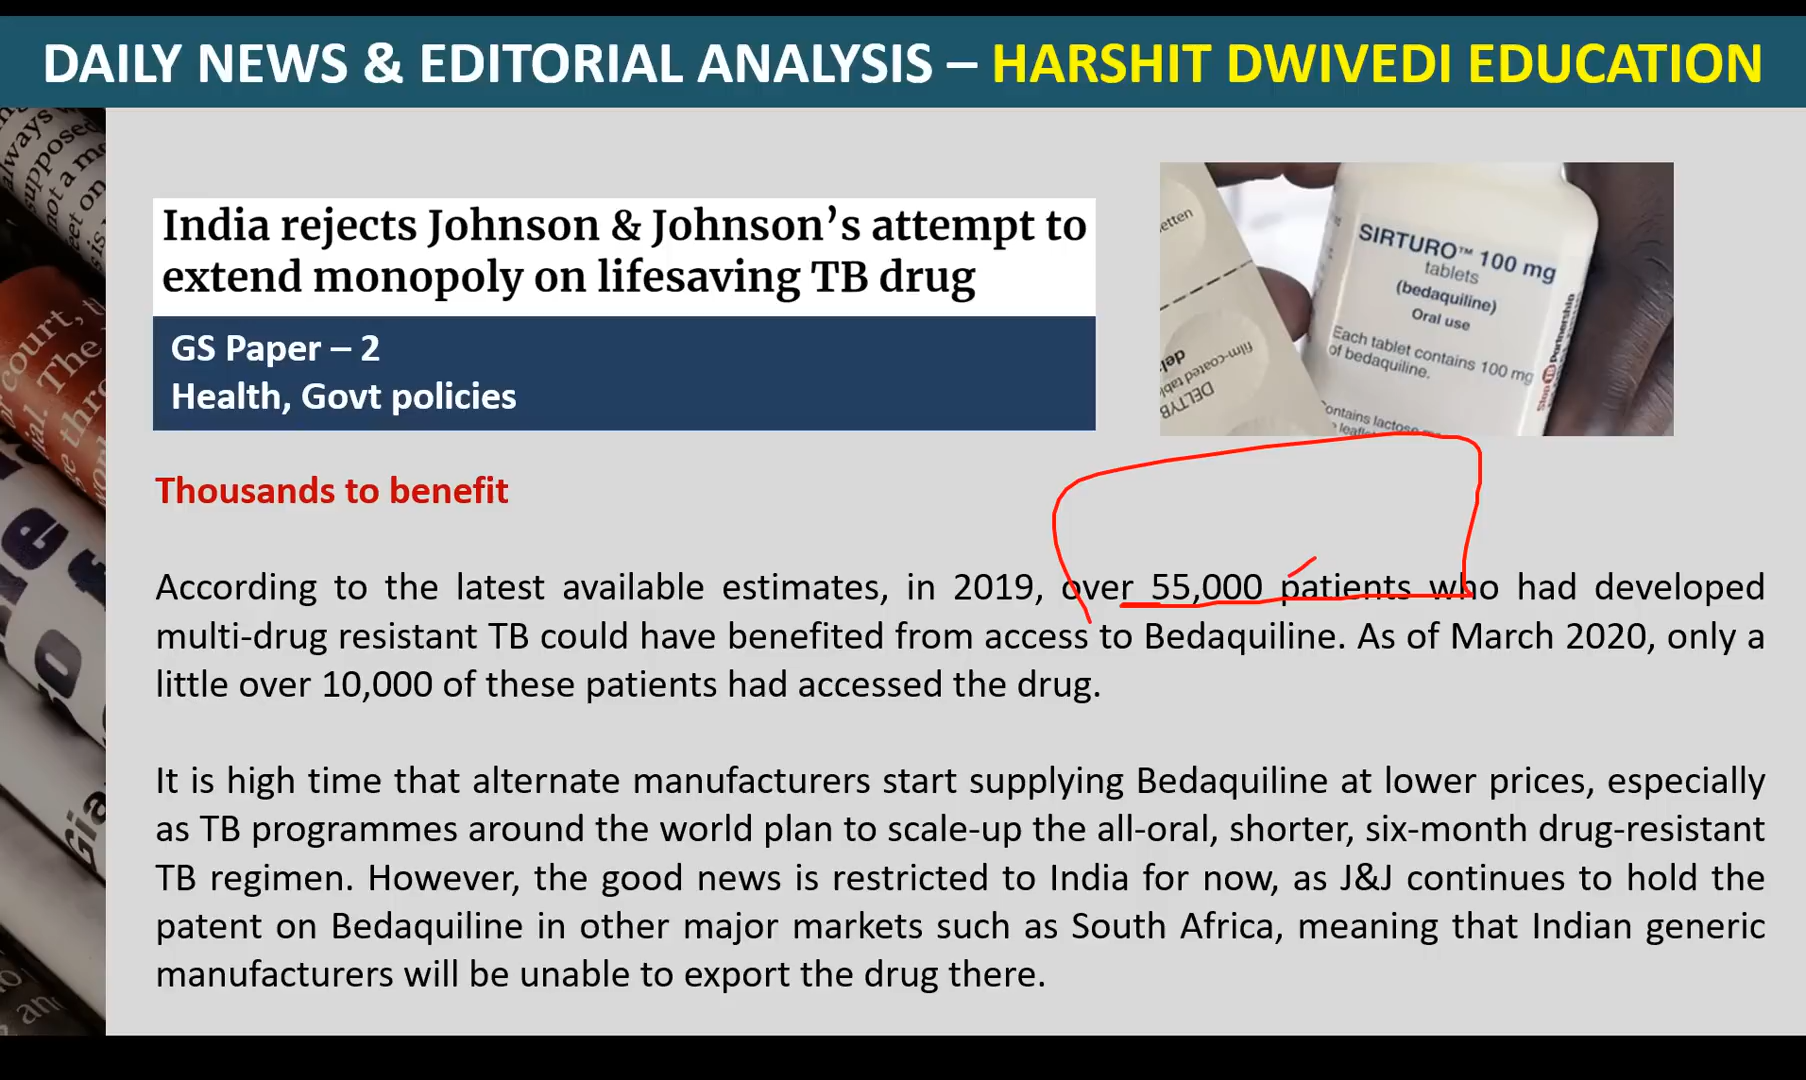 DAILY NEWS & EDITORIAL ANALYSIS – HARSHIT DWIVEDI EDUCATION
India rejects Johnson & Johnson’s attempt to
extend monopoly on lifesaving TB drug
GS Paper – 2
Health, Govt policies
etten
film-coated
DELTYB
SIRTURO™ 100 mg
tablets
(bedaquiline)
Oral use
Each tablet contains 100 mg
of bedaquiline.
Stop TB Partnership
Thousands to benefit
According to the latest available estimates, in 2019, over 55,000 patients who had developed
multi-drug resistant TB could have benefited from access to Bedaquiline. As of March 2020, only a
little over 10,000 of these patients had accessed the drug.
It is high time that alternate manufacturers start supplying Bedaquiline at lower prices, especially
as TB programmes around the world plan to scale-up the all-oral, shorter, six-month drug-resistant
TB regimen. However, the good news is restricted to India for now, as J&J continues to hold the
patent on Bedaquiline in other major markets such as South Africa, meaning that Indian generic
manufacturers will be unable to export the drug there.